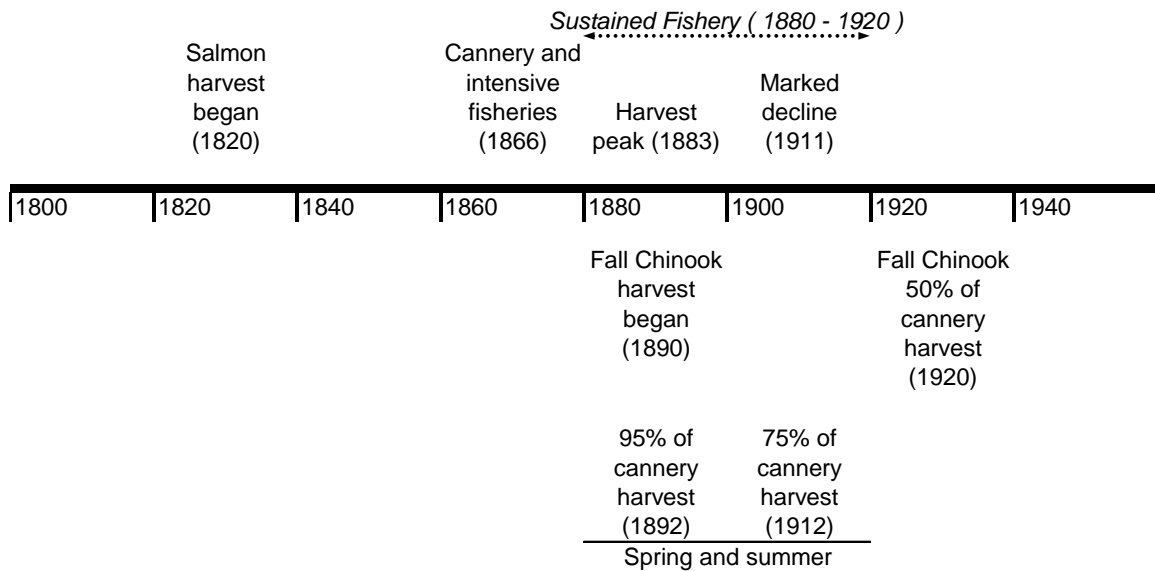 Sustained Fishery ( 1880 - 1920 )
Salmon
harvest
began
(1820)
Cannery and
intensive
fisheries
(1866)
Harvest
peak (1883)
Marked
decline
(1911)
1800
1820
1840
1860
1880
1900
1920
1940
Fall Chinook
harvest
began
(1890)
Fall Chinook
50% of
cannery
harvest
(1920)
95% of
cannery
harvest
(1892)
75% of
cannery
harvest
(1912)
Spring and summer